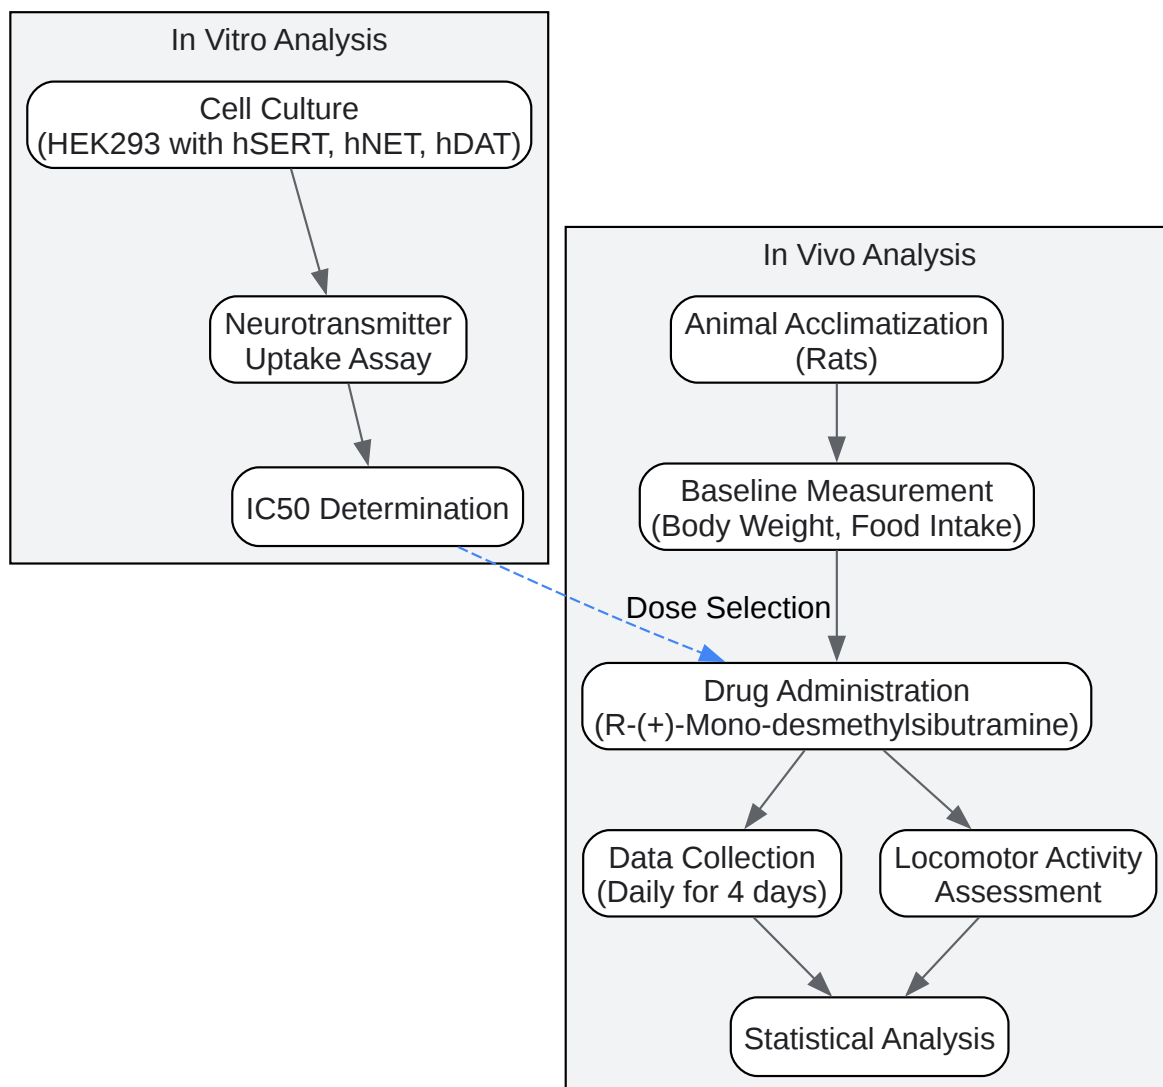 In Vitro Analysis
Cell Culture
(HEK293 with hSERT, hNET, hDAT)
Neurotransmitter
Uptake Assay
IC50 Determination
In Vivo Analysis
Animal Acclimatization
(Rats)
Baseline Measurement
(Body Weight, Food Intake)
Dose Selection
Drug Administration
(R-(+)-Mono-desmethylsibutramine)
Data Collection
(Daily for 4 days)
Locomotor Activity
Assessment
Statistical Analysis